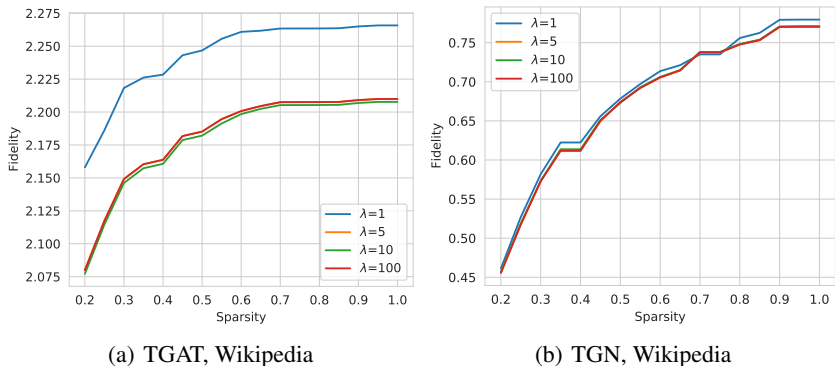 2.275
2.250
2.225
2.200
2.175
2.150
2.125
2.100
2.075
Fidelity
λ=1
λ=5
λ=10
λ=100
0.2 0.3 0.4 0.5 0.6 0.7 0.8 0.9 1.0
Sparsity
(a) TGAT, Wikipedia
λ=1
λ=5
λ=10
λ=100
0.75
0.70
0.65
0.60
0.55
0.50
0.45
Fidelity
0.2 0.3 0.4 0.5 0.6 0.7 0.8 0.9 1.0
Sparsity
(b) TGN, Wikipedia